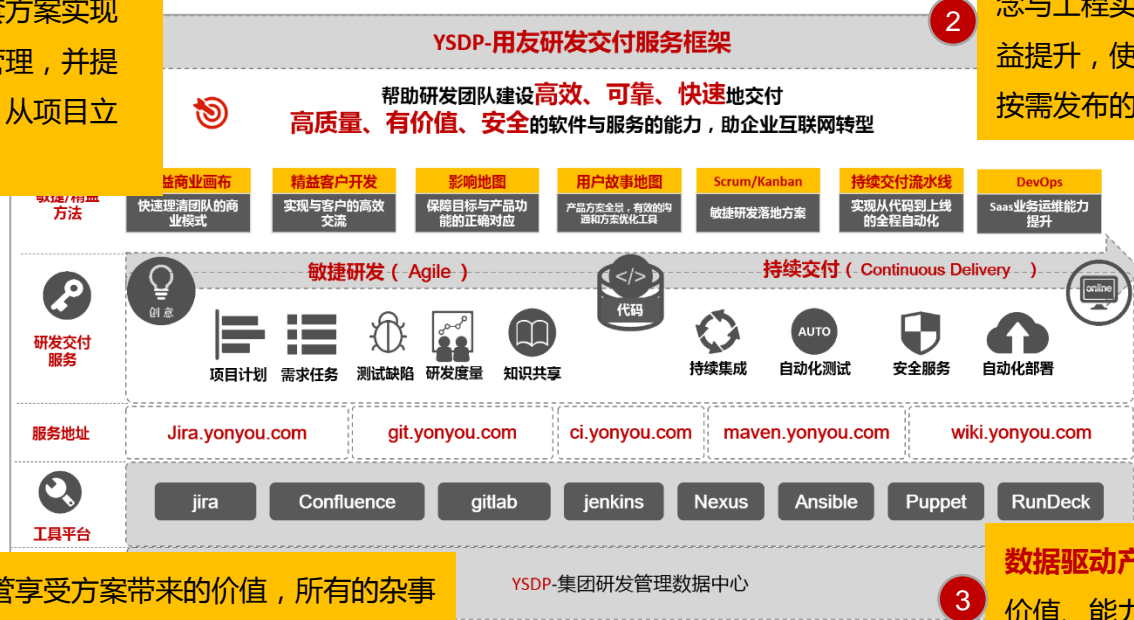 套方案实现
管理，并提
从项目立
2
念与工程实
益提升，使
按需发布的
YSDP-用友研发交付服务框架
帮助研发团队建设高效、可靠、快速地交付
高质量、有价值、安全的软件与服务的能力，助企业互联网转型
敏捷/精益
方法
益商业画布
快速理清团队的商
业模式
精益客户开发
实现与客户的高效
交流
影响地图
保障目标与产品功
能的正确对应
用户故事地图
产品方案全景，有效的沟
通和方案优化工具
Scrum/Kanban
敏捷研发落地方案
持续交付流水线
实现从代码到上线
的全程自动化
DevOps
Saas业务运维能力
提升
研发交付
服务
创意
敏捷研发（ Agile ）
</>
代码
持续交付（ Continuous Delivery ）
online
项目计划
需求任务
测试缺陷
研发度量
知识共享
持续集成
AUTO
自动化测试
安全服务
自动化部署
服务地址
Jira.yonyou.com
git.yonyou.com
ci.yonyou.com
maven.yonyou.com
wiki.yonyou.com
工具平台
jira
Confluence
gitlab
jenkins
Nexus
Ansible
Puppet
RunDeck
管享受方案带来的价值，所有的杂事
YSDP-集团研发管理数据中心
3
数据驱动产
价值、能力